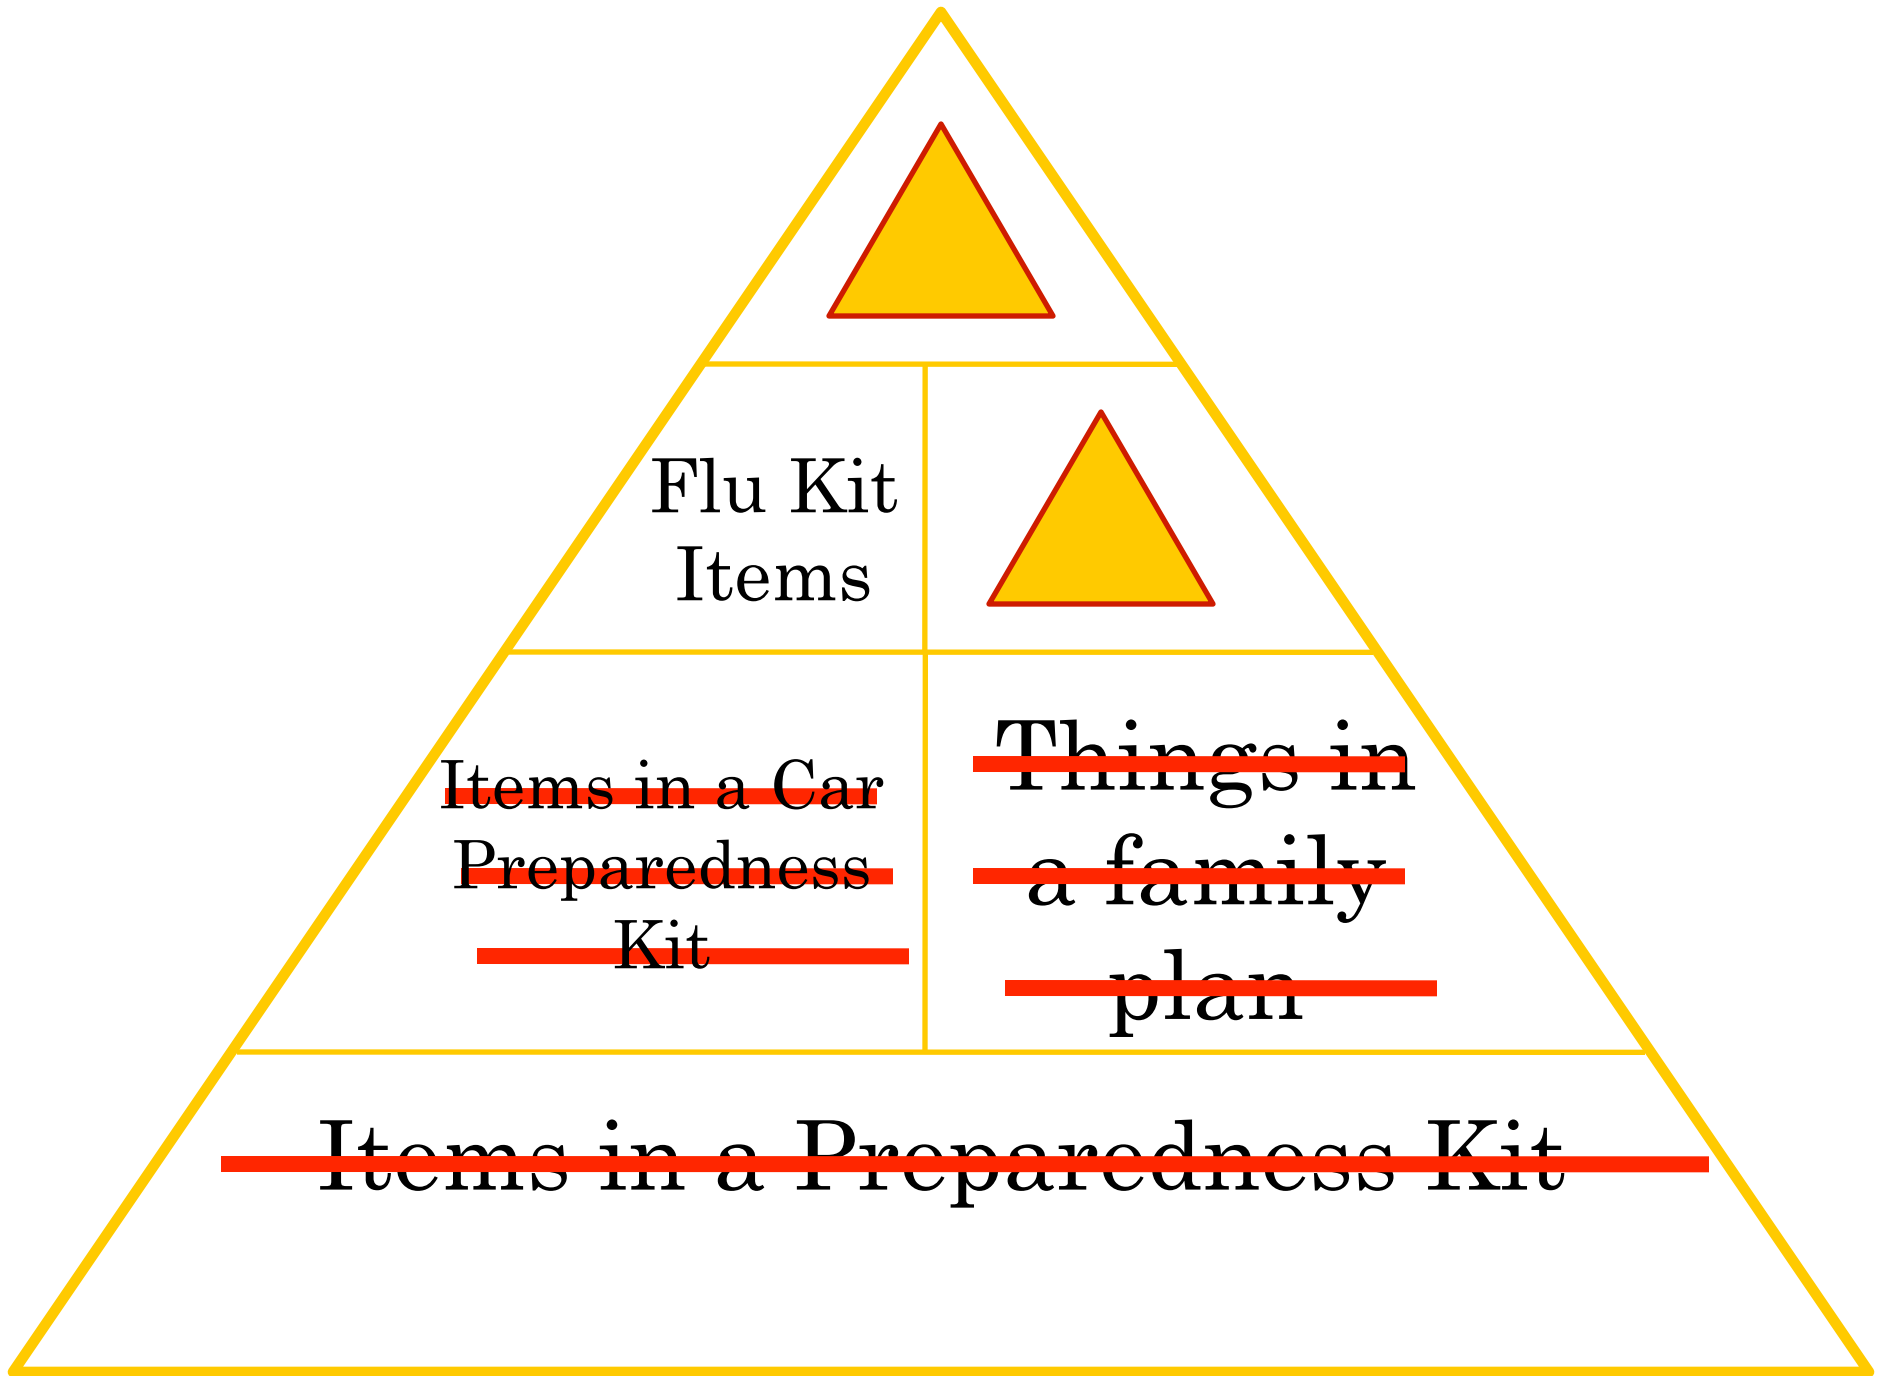 Flu Kit
Items
Items in a Car
Preparedness
Kit
Things in
a family
plan
Items in a Preparedness Kit